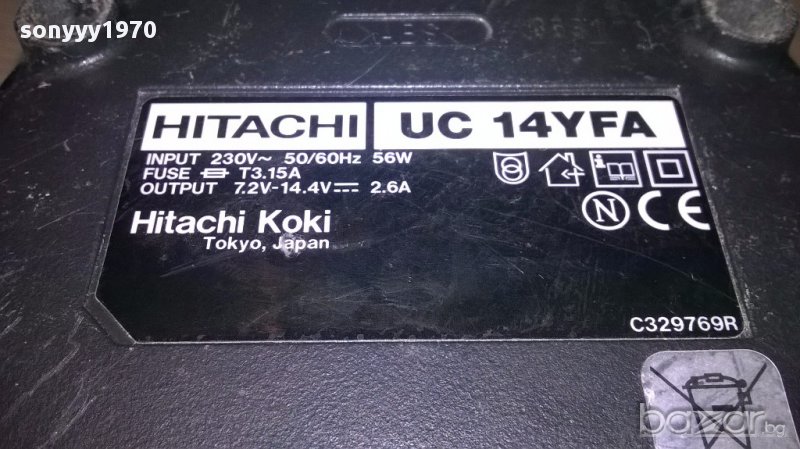 sonyyy1970
HITACHI UC 14YFA
INPUT 230V~ 50/60Hz 56W
FUSE T3.15A
OUTPUT 7.2V-14.4V⎓ 2.6A
N CE
Hitachi Koki
Tokyo, Japan
C329769R
bazar.bg